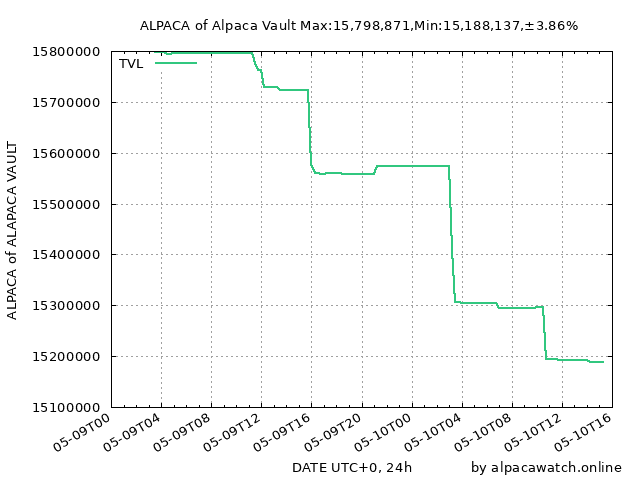 ALPACA of Alpaca Vault Max:15,798,871,Min:15,188,137,±3.86%
TVL
ALPACA of ALAPACA VAULT
15800000
15700000
15600000
15500000
15400000
15300000
15200000
15100000
05-09T00
05-09T04
05-09T08
05-09T12
05-09T16
05-09T20
05-10T00
05-10T04
05-10T08
05-10T12
05-10T16
DATE UTC+0, 24h
by alpacawatch.online